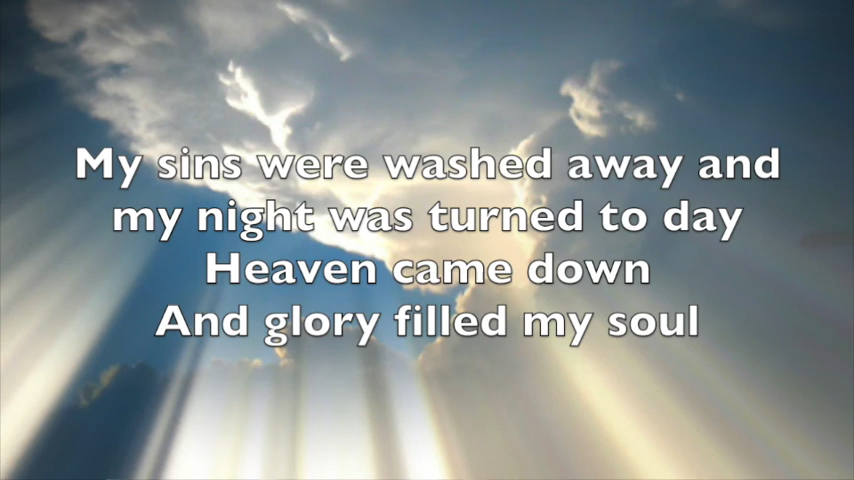 My sins were washed away and
my night was turned to day
Heaven came down
And glory filled my soul